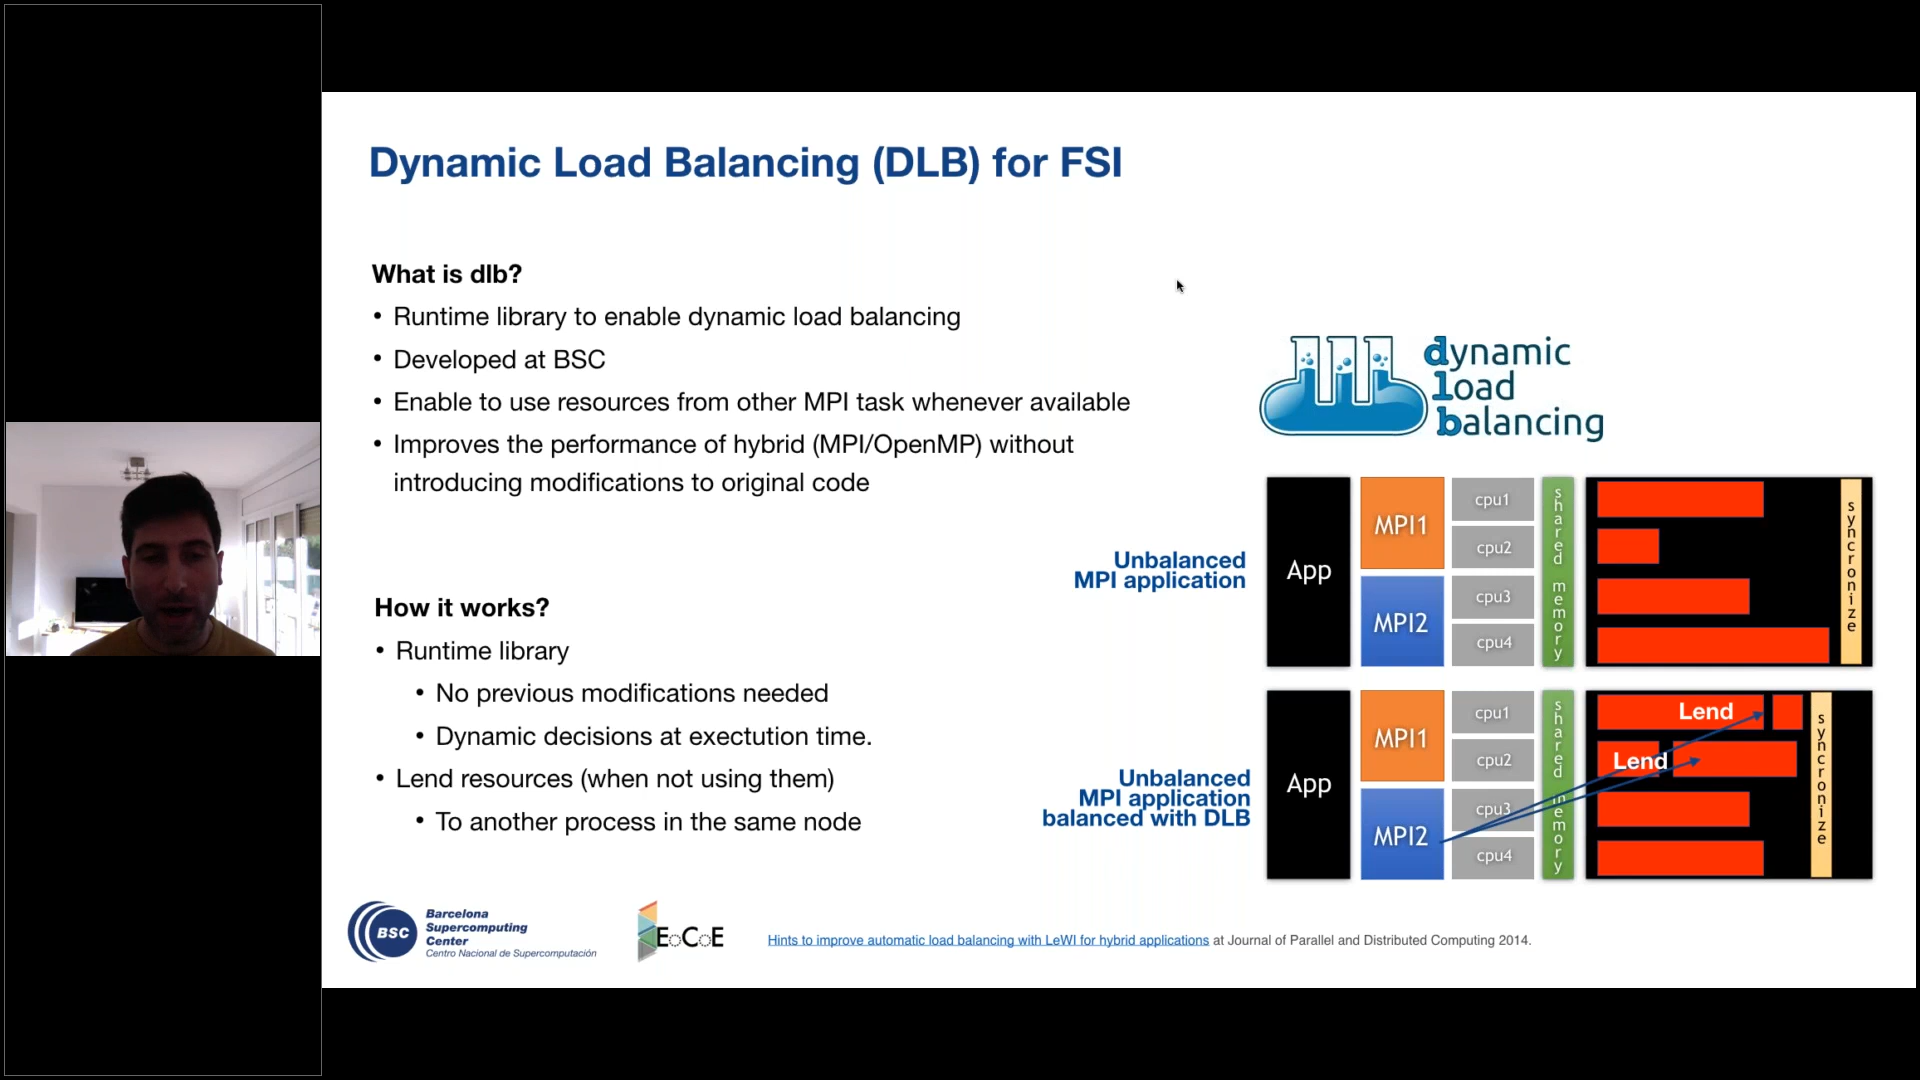 Dynamic Load Balancing (DLB) for FSI
What is dlb?
• Runtime library to enable dynamic load balancing
• Developed at BSC
• Enable to use resources from other MPI task whenever available
• Improves the performance of hybrid (MPI/OpenMP) without
introducing modifications to original code
How it works?
• Runtime library
• No previous modifications needed
• Dynamic decisions at exectution time.
• Lend resources (when not using them)
• To another process in the same node
dynamic
load
balancing
Unbalanced
MPI application
App
MPI1
MPI2
cpu1
cpu2
cpu3
cpu4
shared memory
syncronize
Unbalanced
MPI application
balanced with DLB
App
MPI1
MPI2
cpu1
cpu2
cpu3
cpu4
shared memory
Lend
Lend
syncronize
BSC
Barcelona
Supercomputing
Center
Centro Nacional de Supercomputación
EoCoE
Hints to improve automatic load balancing with LeWI for hybrid applications at Journal of Parallel and Distributed Computing 2014.